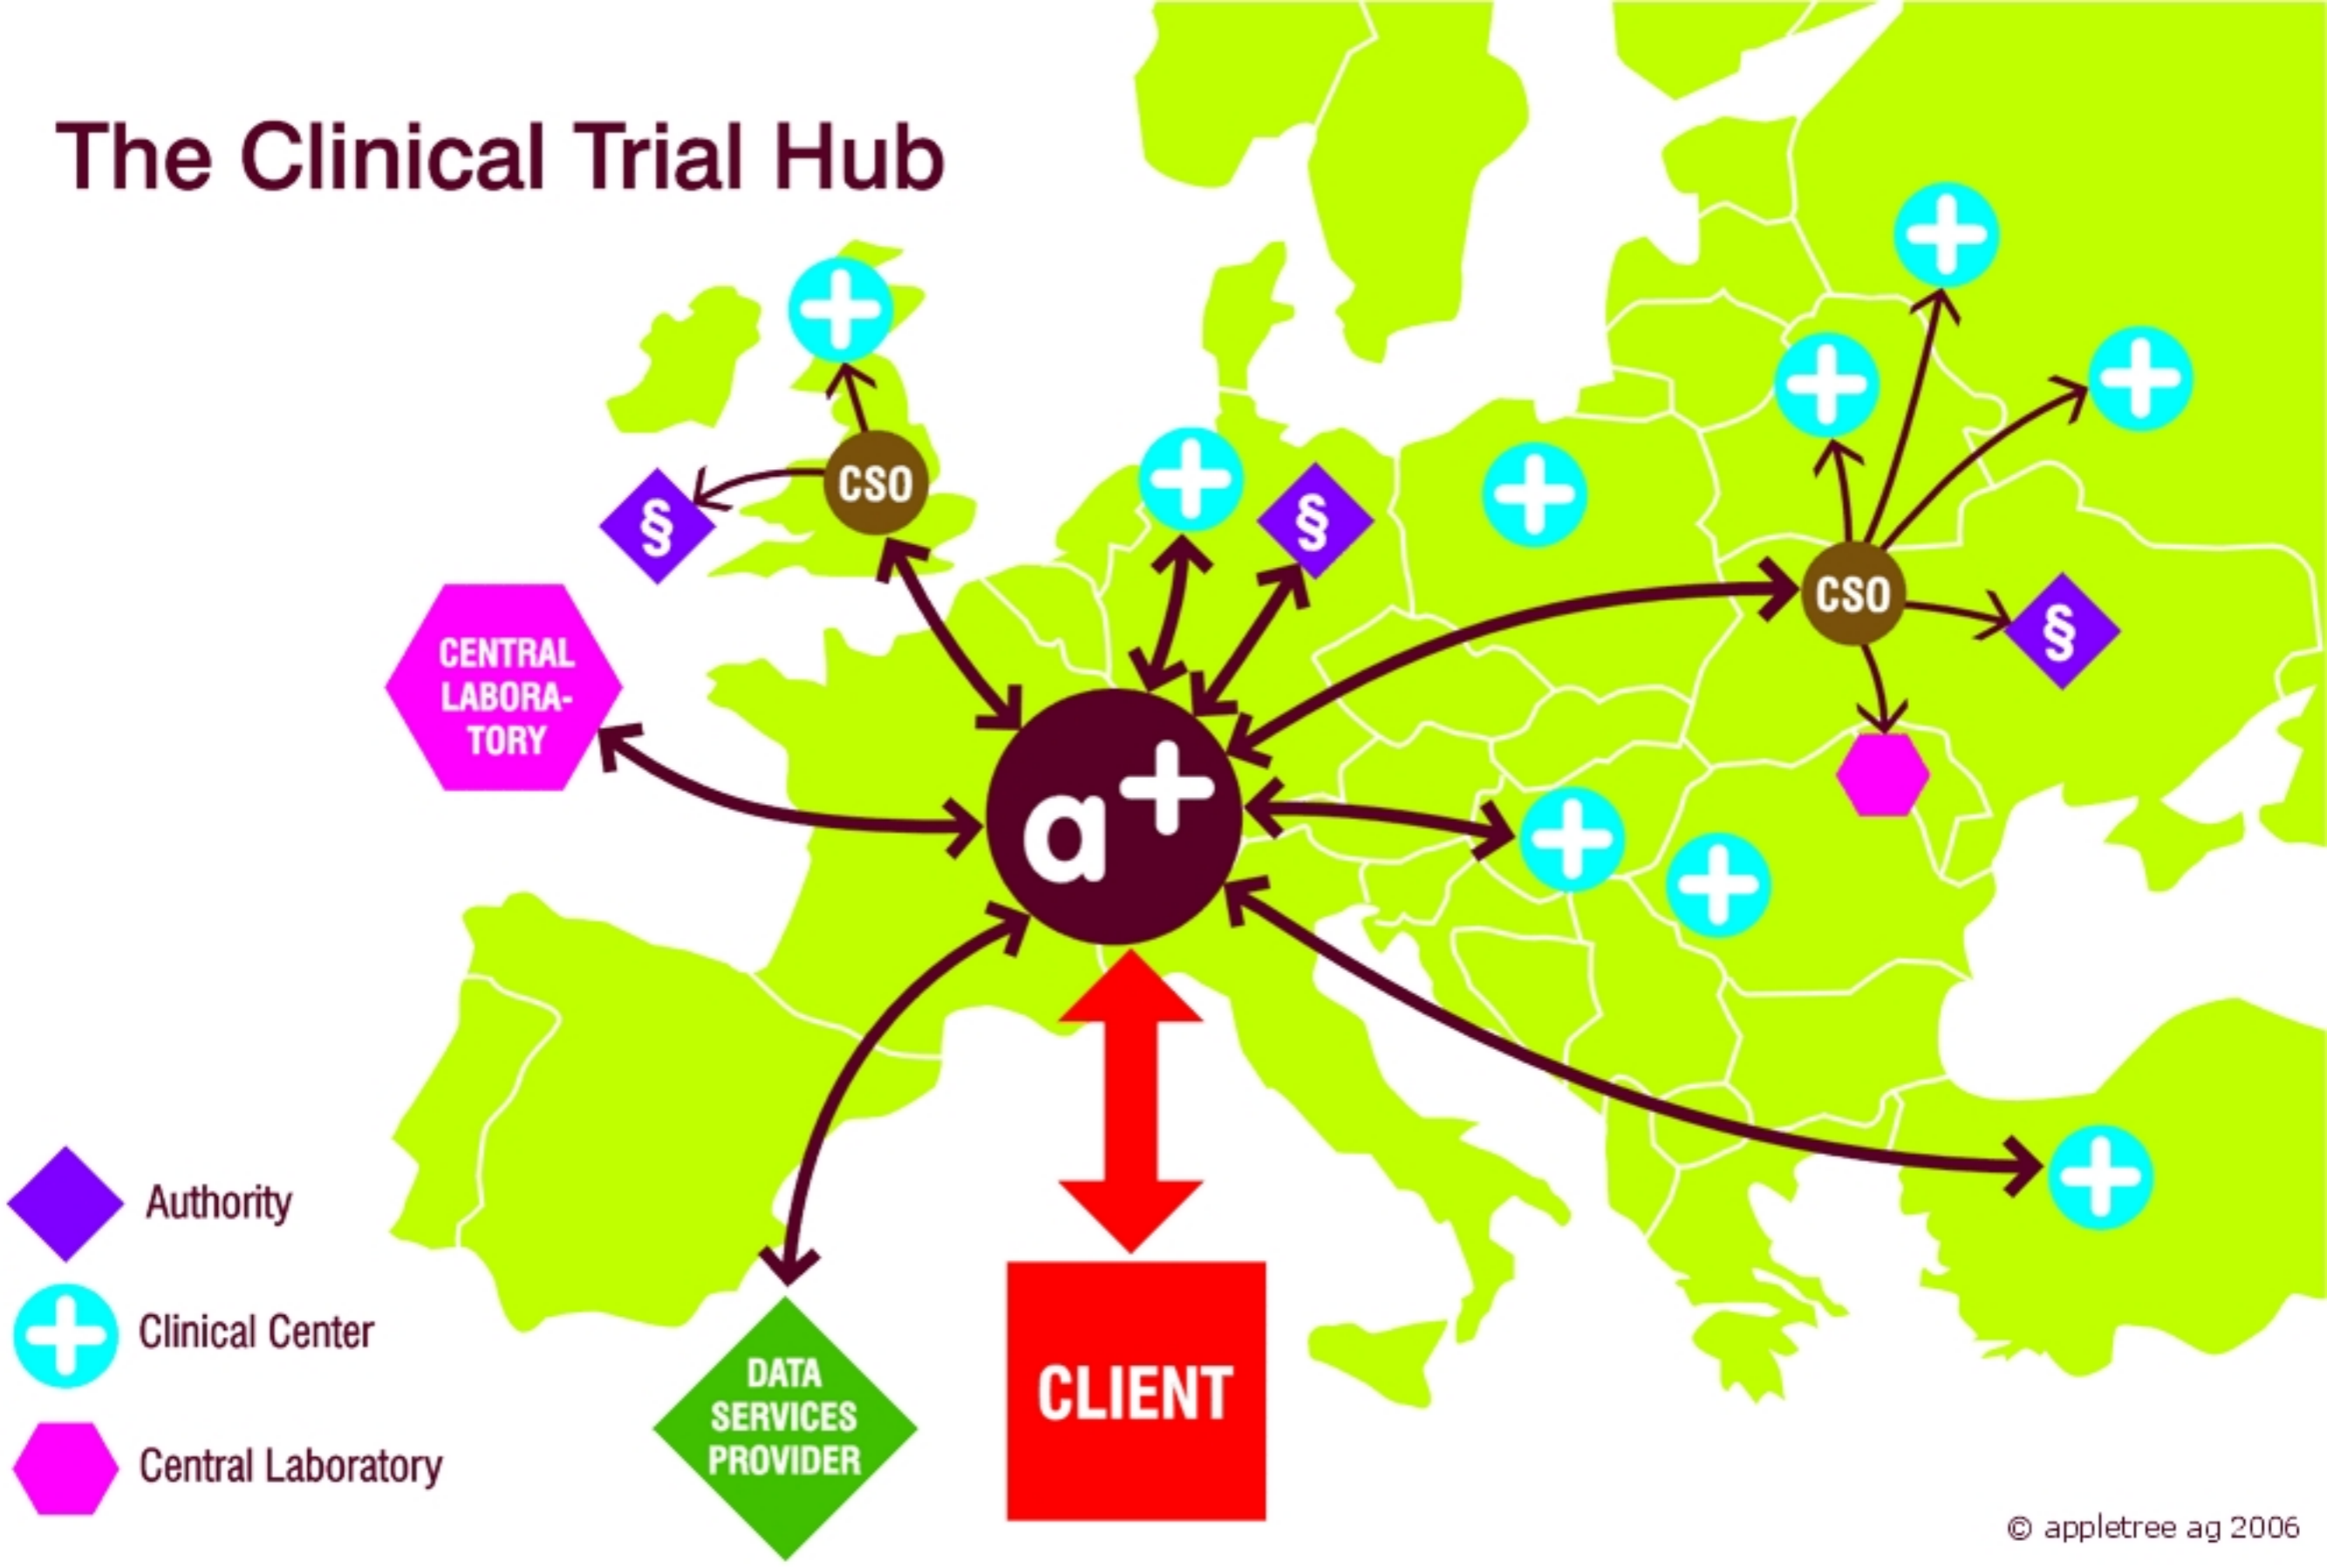 The Clinical Trial Hub
CSO
§
§
CSO
§
CENTRAL
LABORA-
TORY
a+
Authority
Clinical Center
Central Laboratory
DATA
SERVICES
PROVIDER
CLIENT
© appletree ag 2006